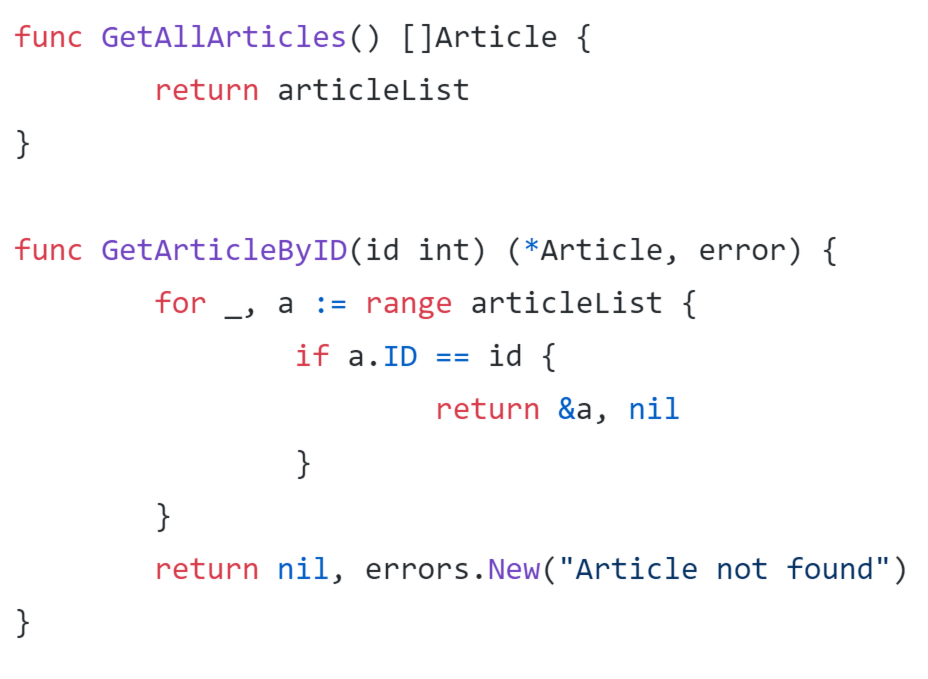 func GetAllArticles() []Article {
        return articleList
}

func GetArticleByID(id int) (*Article, error) {
        for _, a := range articleList {
                if a.ID == id {
                        return &a, nil
                }
        }
        return nil, errors.New("Article not found")
}